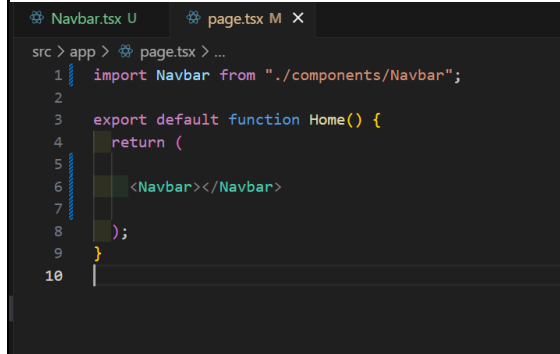 Navbar.tsx U page.tsx M ×
src > app > page.tsx > ...
1 import Navbar from "./components/Navbar";
2
3 export default function Home() {
4 return (
5
6 <Navbar></Navbar>
7
8 );
9 }
10